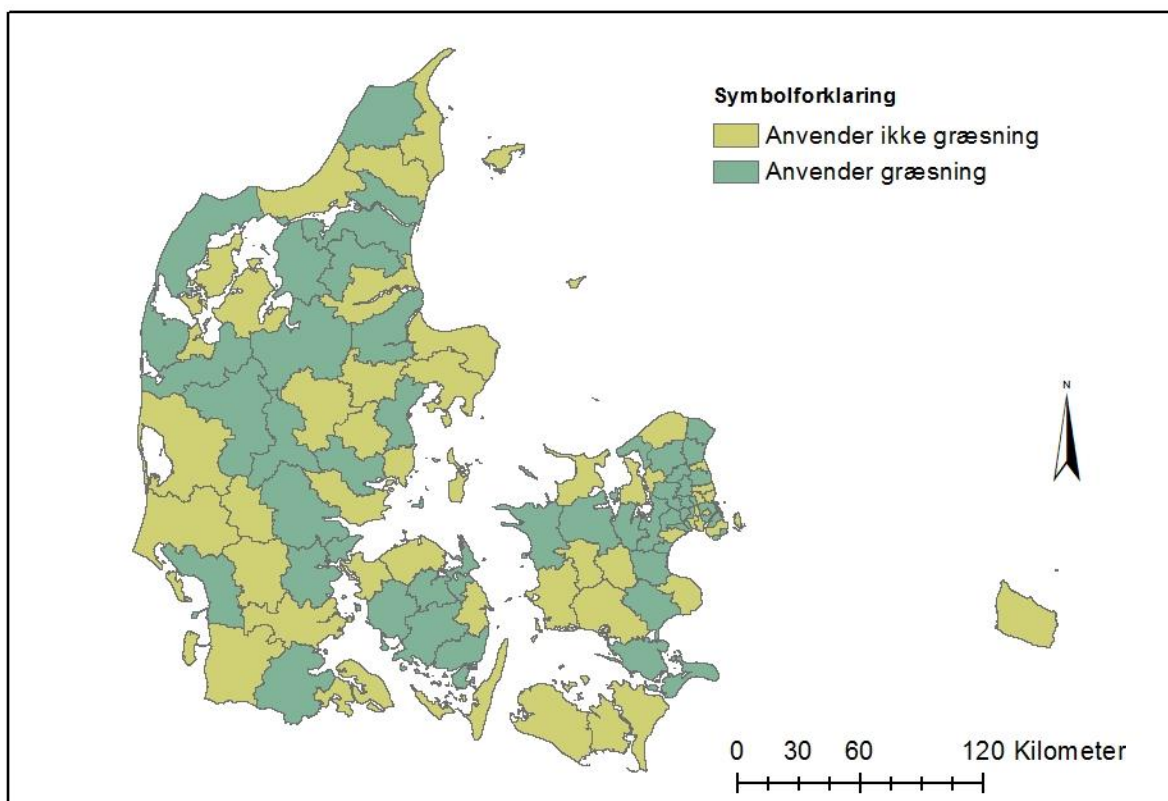 Symbolforklaring
Anvender ikke græsning
Anvender græsning
N
0 30 60 120 Kilometer